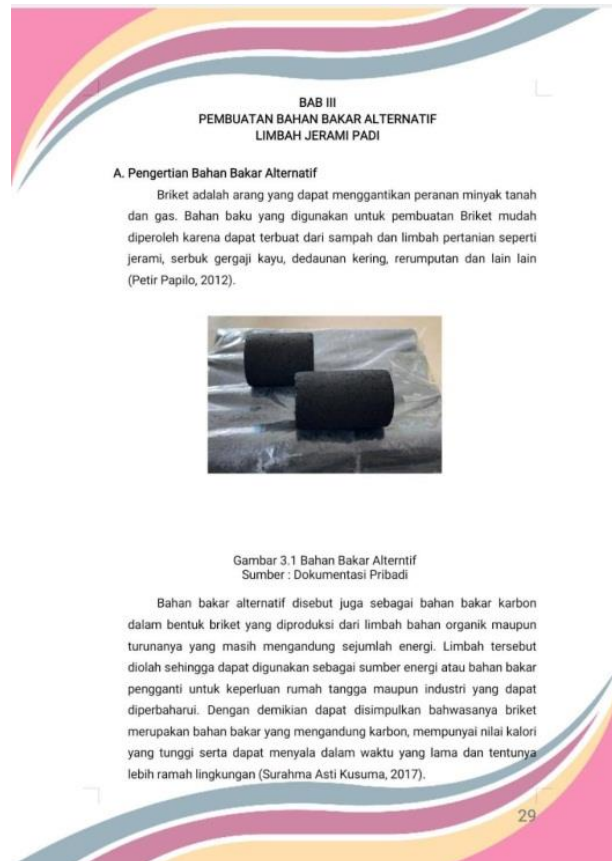 BAB III
PEMBUATAN BAHAN BAKAR ALTERNATIF
LIMBAH JERAMI PADI
A. Pengertian Bahan Bakar Alternatif
Briket adalah arang yang dapat menggantikan peranan minyak tanah
dan gas. Bahan baku yang digunakan untuk pembuatan Briket mudah
diperoleh karena dapat terbuat dari sampah dan limbah pertanian seperti
jerami, serbuk gergaji kayu, dedaunan kering, rerumputan dan lain lain
(Petir Papilo, 2012).
Gambar 3.1 Bahan Bakar Alterntif
Sumber : Dokumentasi Pribadi
Bahan bakar alternatif disebut juga sebagai bahan bakar karbon
dalam bentuk briket yang diproduksi dari limbah bahan organik maupun
turunanya yang masih mengandung sejumlah energi. Limbah tersebut
diolah sehingga dapat digunakan sebagai sumber energi atau bahan bakar
pengganti untuk keperluan rumah tangga maupun industri yang dapat
diperbaharui. Dengan demikian dapat disimpulkan bahwasanya briket
merupakan bahan bakar yang mengandung karbon, mempunyai nilai kalori
yang tinggi serta dapat menyala dalam waktu yang lama dan tentunya
lebih ramah lingkungan (Surahma Asti Kusuma, 2017).
29